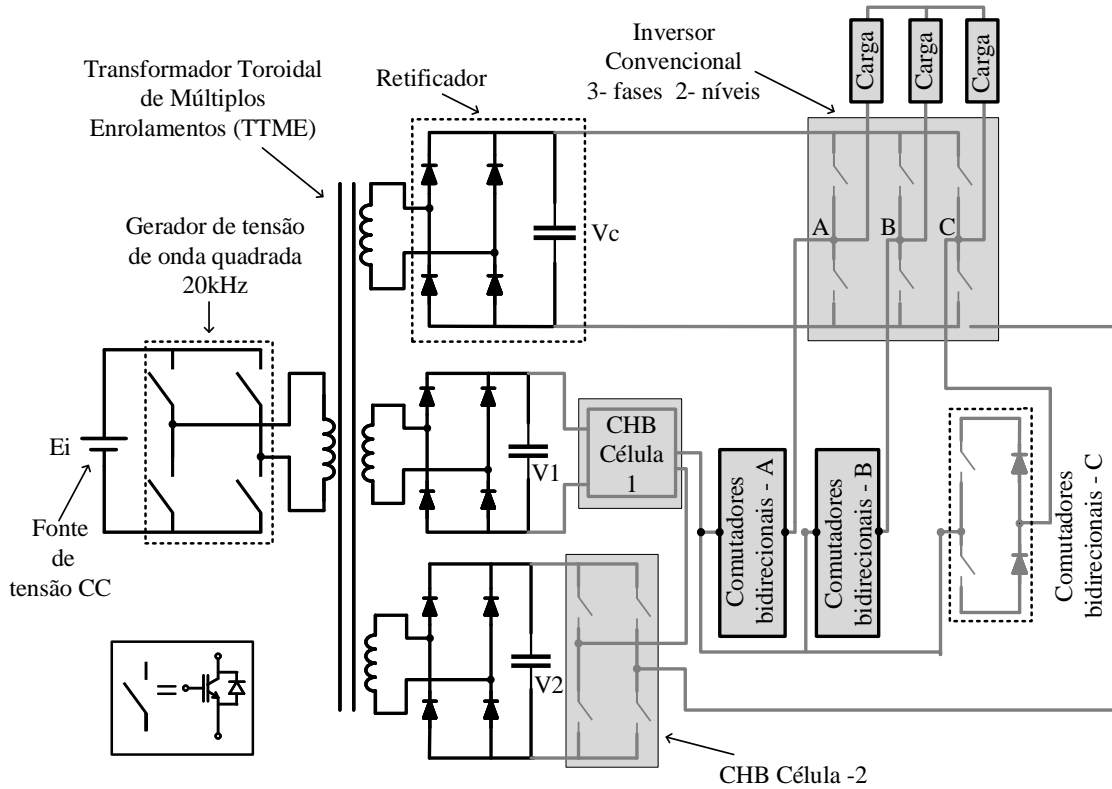 Transformador Toroidal
de Múltiplos
Enrolamentos (TTME)
Retificador
Inversor
Convencional
3- fases  2- níveis
Carga
Carga
Carga
Gerador de tensão
de onda quadrada
20kHz
Vc
A
B
C
Ei
Fonte
de
tensão CC
V1
CHB
Célula
1
Comutadores
bidirecionais - A
Comutadores
bidirecionais - B
Comutadores
bidirecionais - C
V2
CHB Célula -2